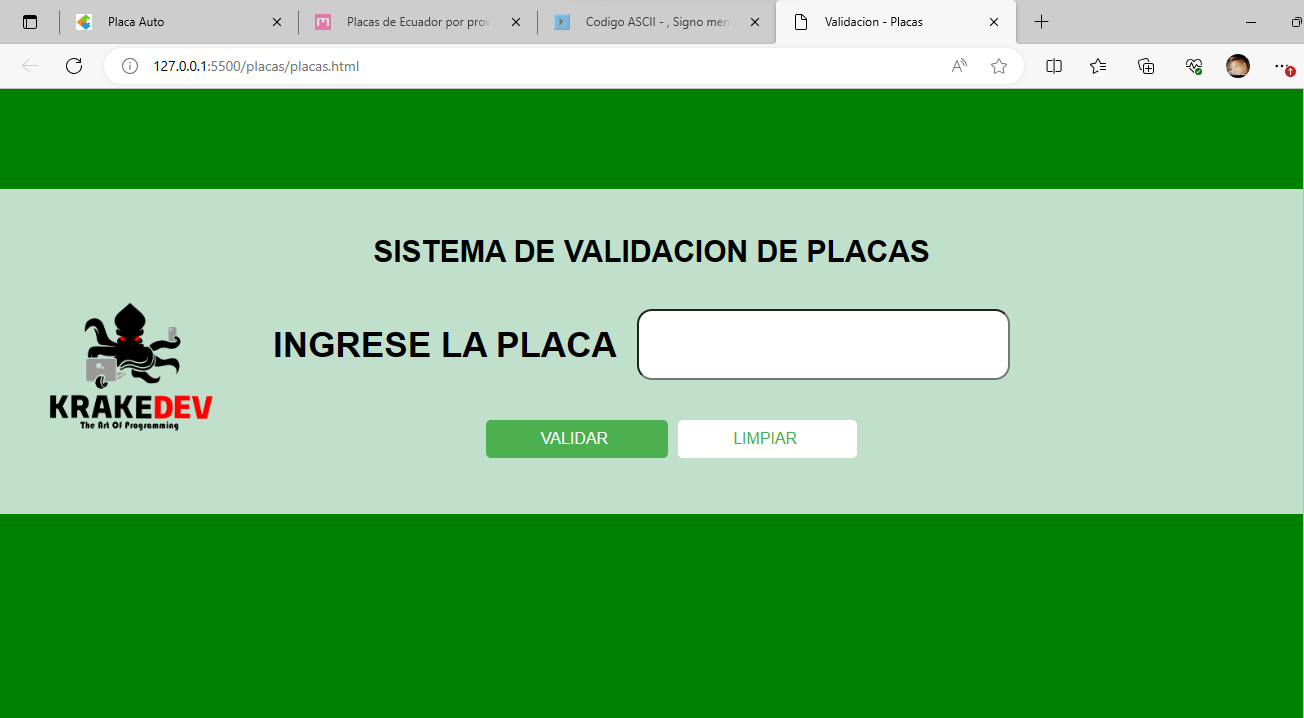 Placa Auto
Placas de Ecuador por prov
Codigo ASCII - , Signo men
Validacion - Placas
127.0.0.1:5500/placas/placas.html
SISTEMA DE VALIDACION DE PLACAS
INGRESE LA PLACA
KRAKEDEV
The Art Of Programming
VALIDAR
LIMPIAR